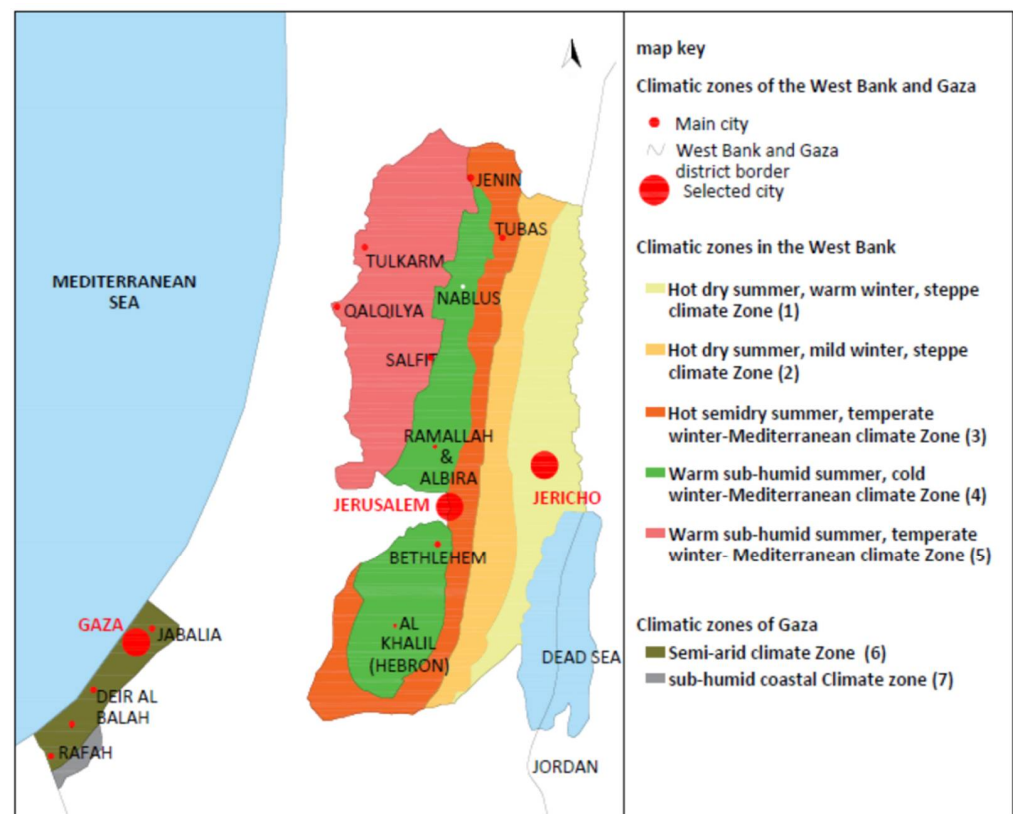 MEDITERRANEAN
SEA
JENIN
TUBAS
TULKARM
NABLUS
QALQILYA
SALFIT
RAMALLAH
&
ALBIRA
JERUSALEM
JERICHO
BETHLEHEM
AL
KHALIL
(HEBRON)
DEAD SEA
GAZA
JABALIA
DEIR AL
BALAH
RAFAH
JORDAN
map key
Climatic zones of the West Bank and Gaza
Main city
West Bank and Gaza
district border
Selected city
Climatic zones in the West Bank
Hot dry summer, warm winter, steppe
climate Zone (1)
Hot dry summer, mild winter, steppe
climate Zone (2)
Hot semidry summer, temperate
winter-Mediterranean climate Zone (3)
Warm sub-humid summer, cold
winter-Mediterranean climate Zone (4)
Warm sub-humid summer, temperate
winter- Mediterranean climate Zone (5)
Climatic zones of Gaza
Semi-arid climate Zone (6)
sub-humid coastal Climate zone (7)